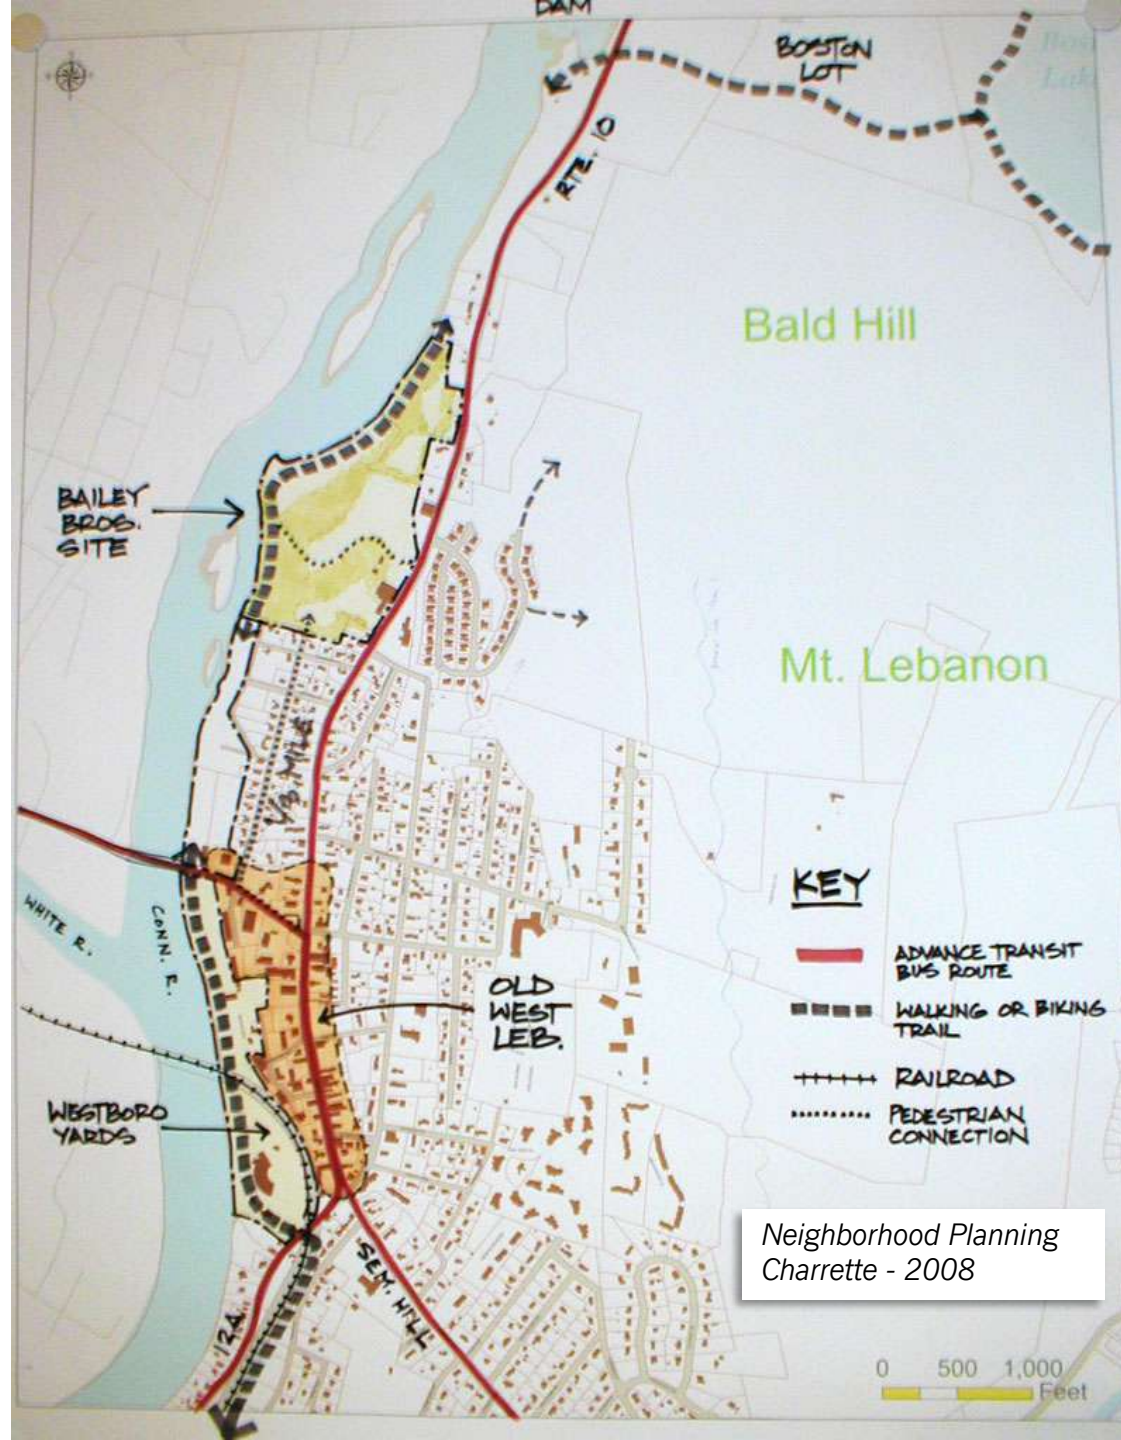 DAM
BOSTON
LOT
Bos
Lak
RTE. 10
Bald Hill
BAILEY
BROS.
SITE
Mt. Lebanon
1/3 MILE
KEY
WHITE R.
CONN. R.
ADVANCE TRANSIT
BUS ROUTE
OLD
WEST
LEB.
WALKING OR BIKING
TRAIL
RAILROAD
WESTBORO
YARDS
PEDESTRIAN
CONNECTION
Neighborhood Planning
Charrette - 2008
SEM. HILL
12A
0 500 1,000
Feet